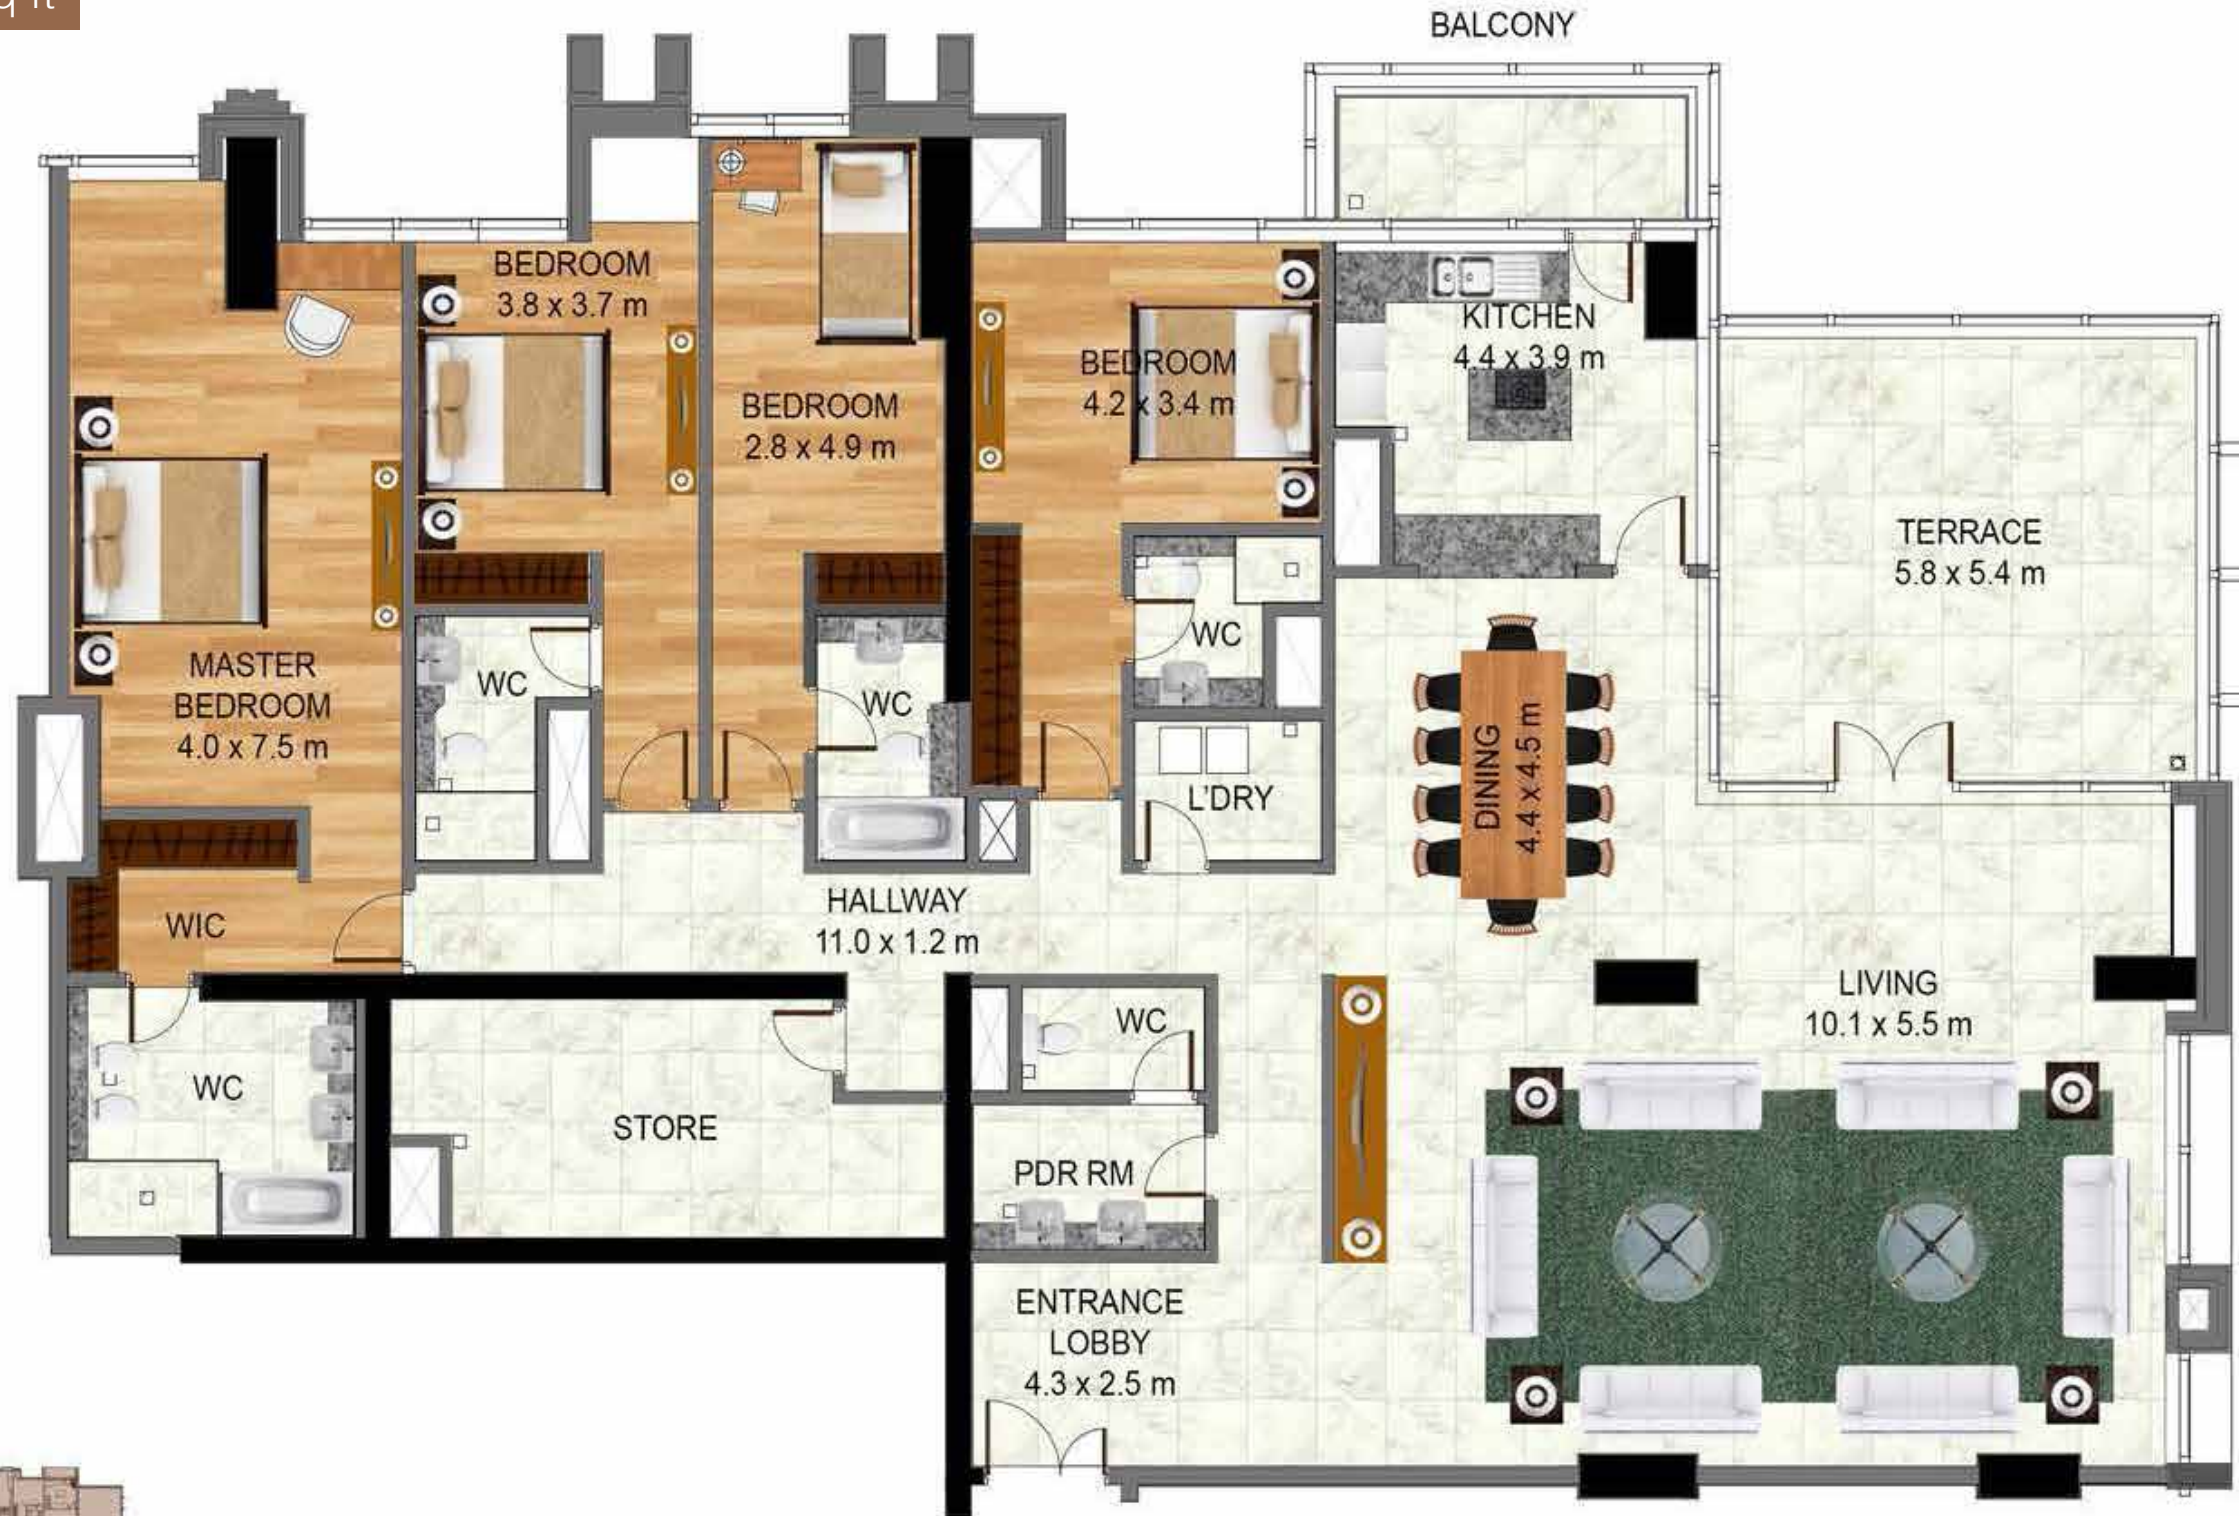 q ft
BALCONY
BEDROOM
3.8 x 3.7 m
KITCHEN
4.4 x 3.9 m
BEDROOM
4.2 x 3.4 m
BEDROOM
2.8 x 4.9 m
TERRACE
5.8 x 5.4 m
MASTER
BEDROOM
4.0 x 7.5 m
WC
WC
WC
L'DRY
DINING
4.4 x 4.5 m
WIC
HALLWAY
11.0 x 1.2 m
LIVING
10.1 x 5.5 m
WC
WC
STORE
PDR RM
ENTRANCE
LOBBY
4.3 x 2.5 m